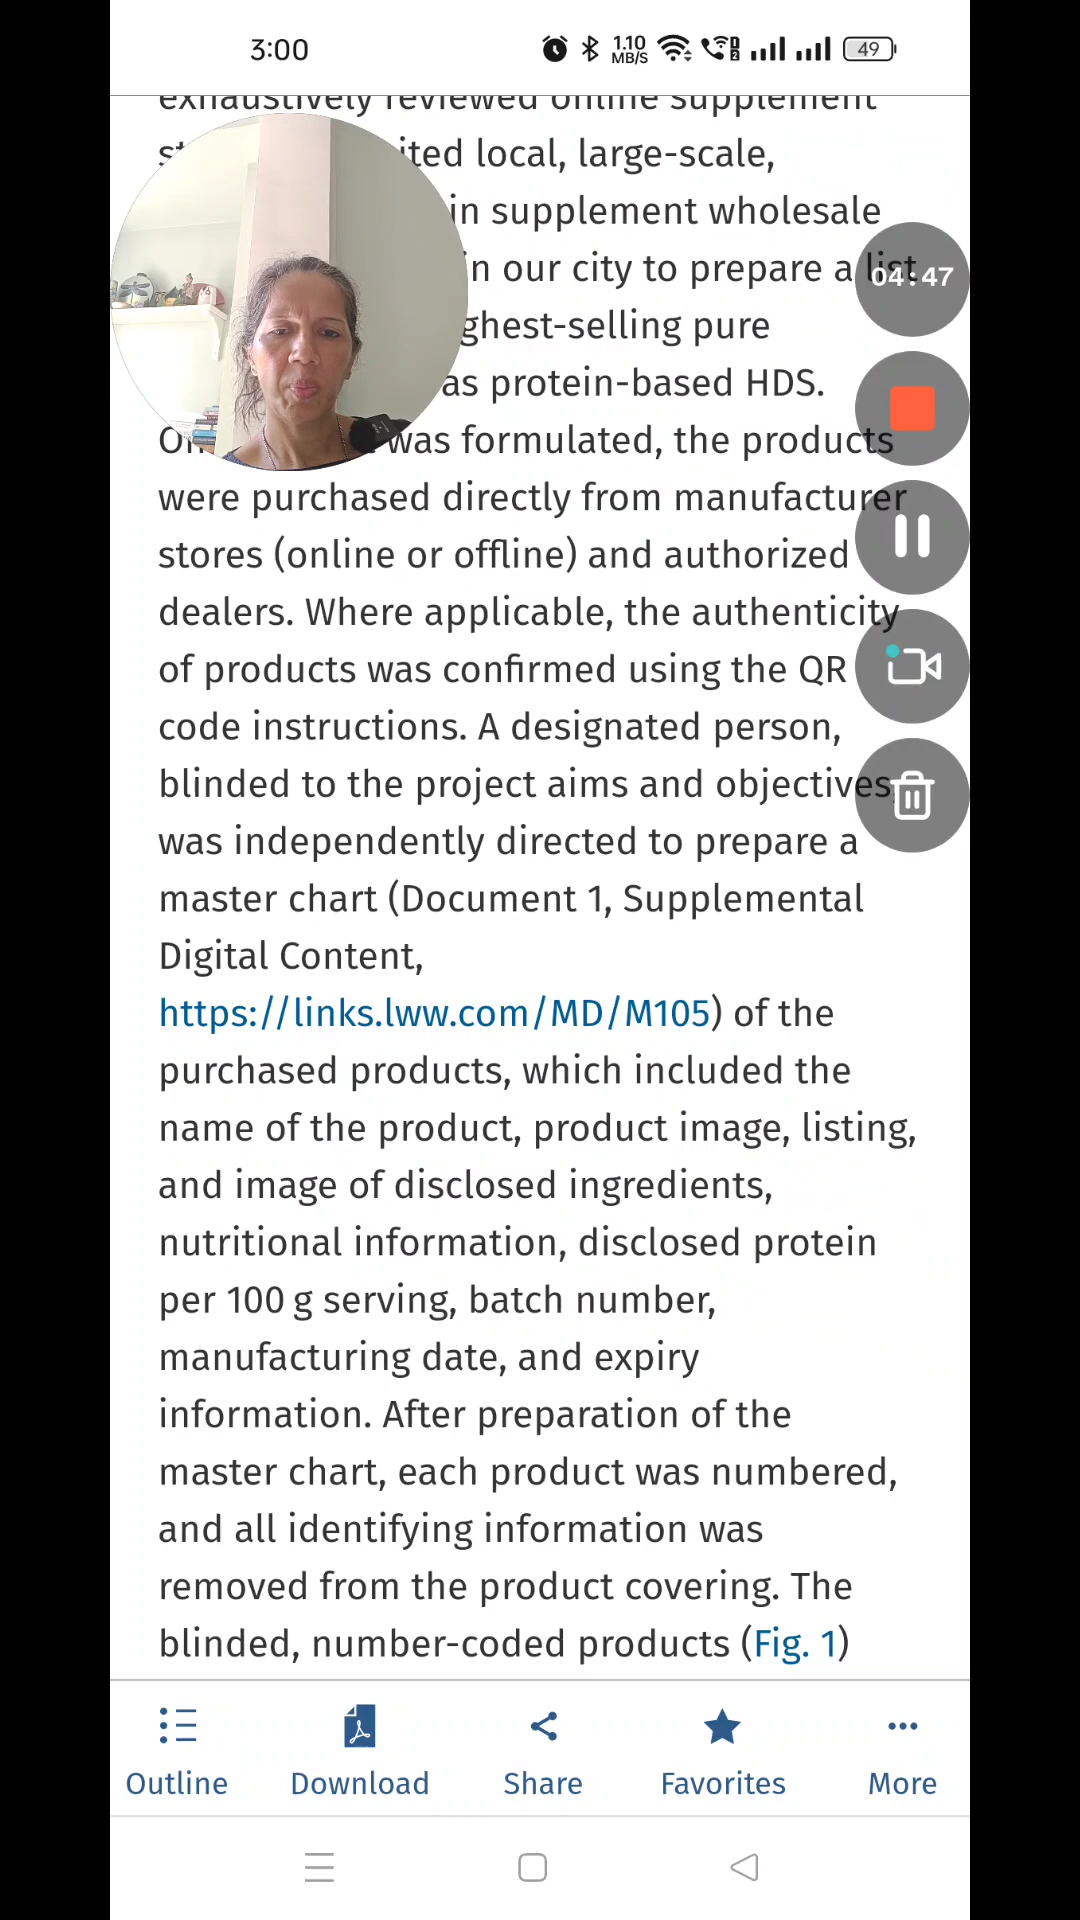 3:00
1.10
MB/S
49
exhaustively reviewed online supplement
ited local, large-scale,
in supplement wholesale
in our city to prepare a list
04:47
ghest-selling pure
as protein-based HDS.
was formulated, the products
were purchased directly from manufacturer
stores (online or offline) and authorized
dealers. Where applicable, the authenticity
of products was confirmed using the QR
code instructions. A designated person,
blinded to the project aims and objectives,
was independently directed to prepare a
master chart (Document 1, Supplemental
Digital Content,
https://links.lww.com/MD/M105) of the
purchased products, which included the
name of the product, product image, listing,
and image of disclosed ingredients,
nutritional information, disclosed protein
per 100 g serving, batch number,
manufacturing date, and expiry
information. After preparation of the
master chart, each product was numbered,
and all identifying information was
removed from the product covering. The
blinded, number-coded products (Fig. 1)
Outline
Download
Share
Favorites
More